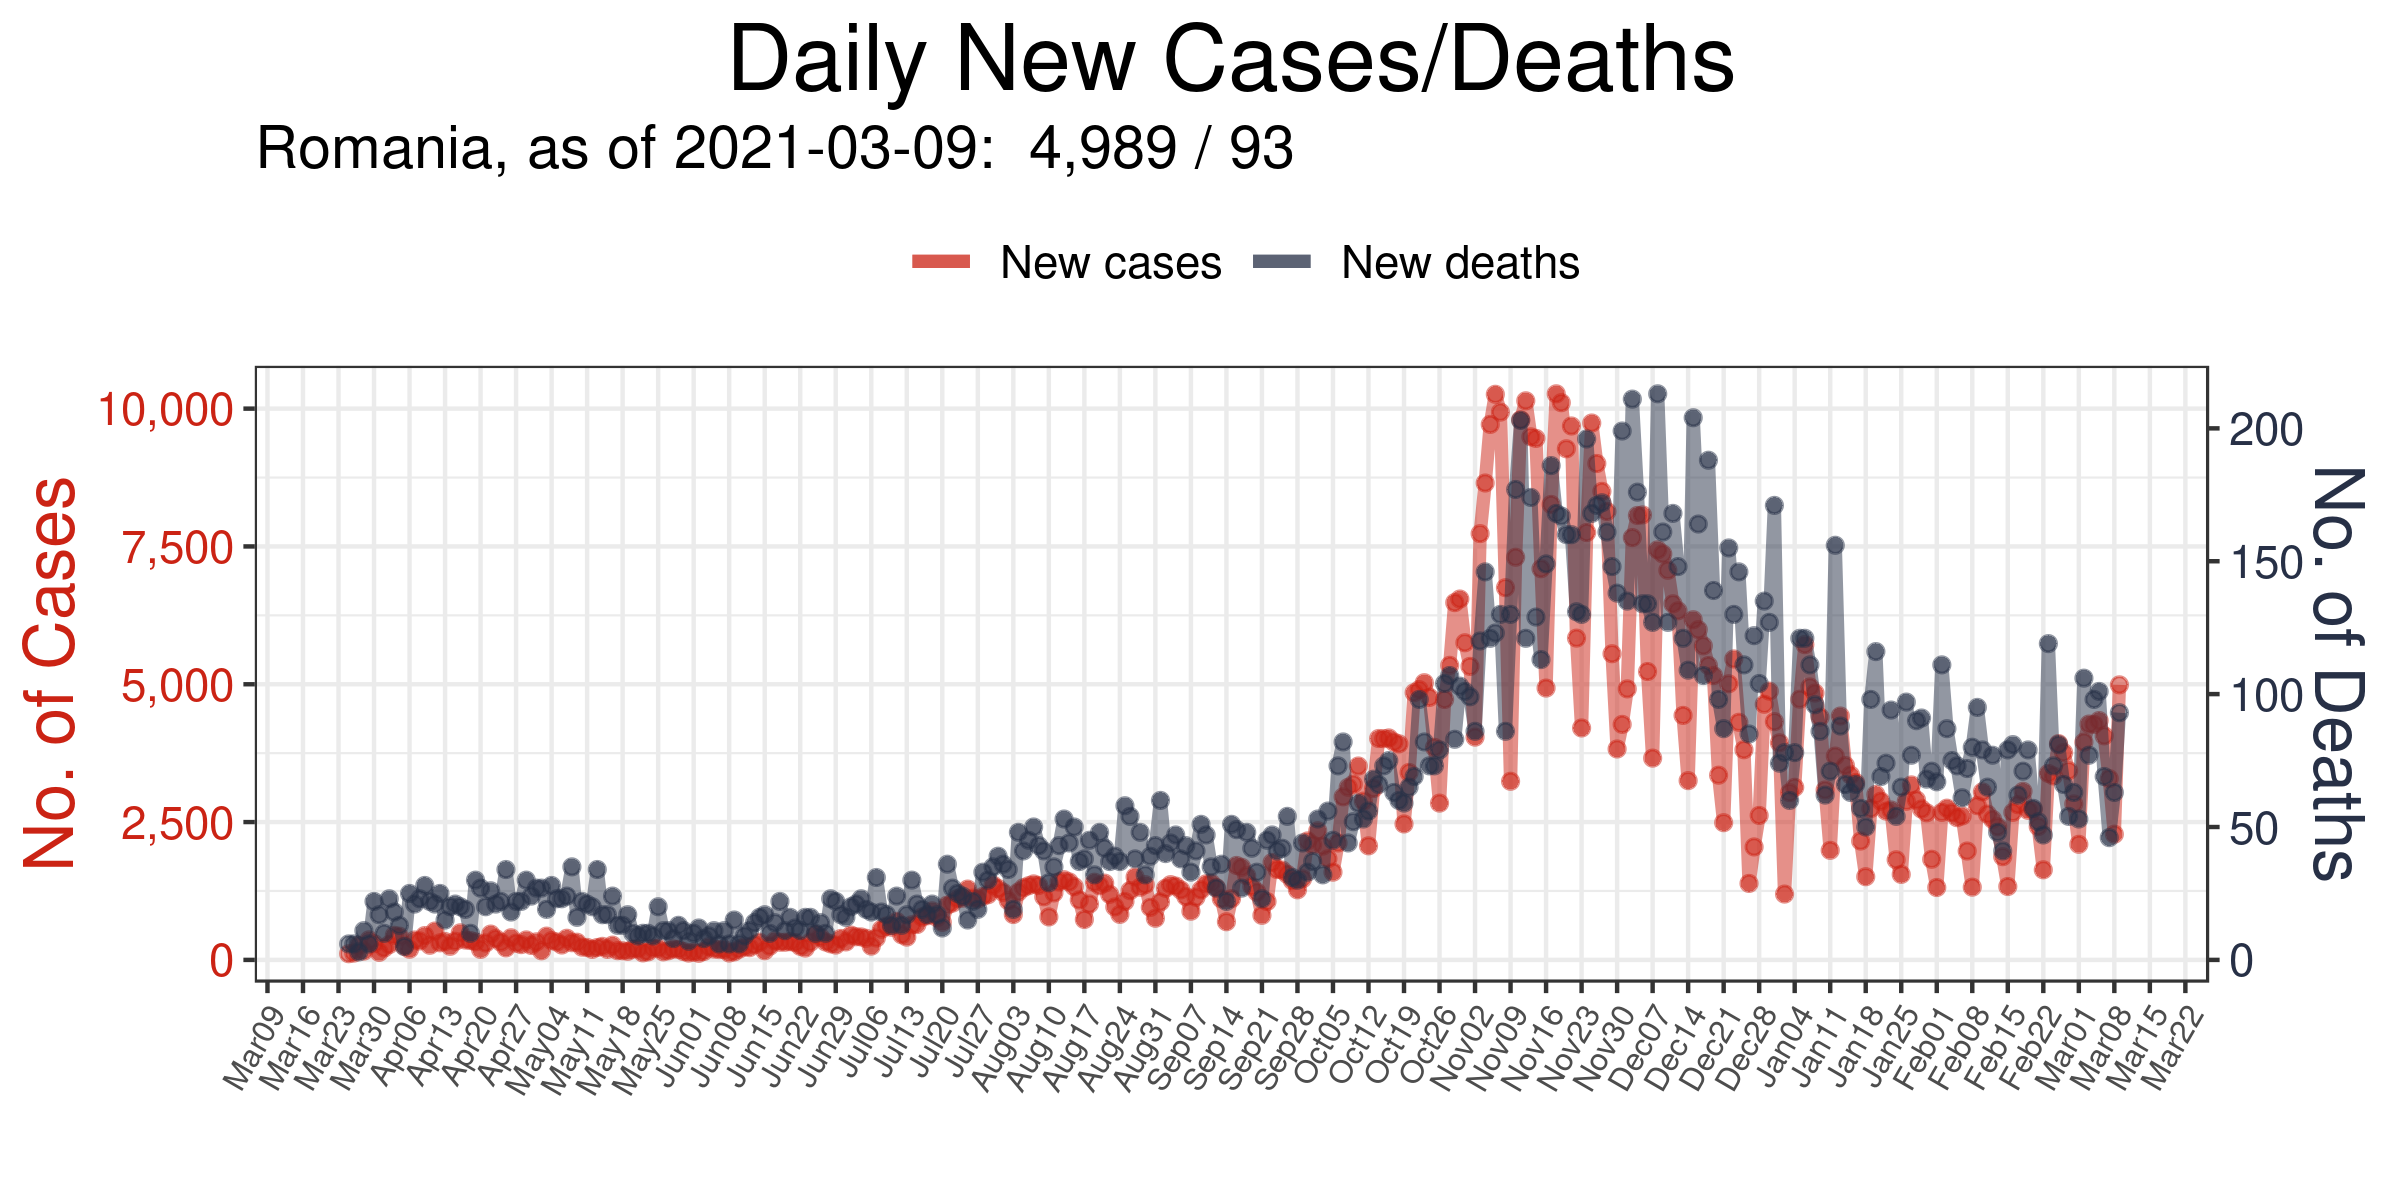 Daily New Cases/Deaths
Romania, as of 2021-03-09:  4,989 / 93
New cases New deaths
No. of Cases
10,000
7,500
5,000
2,500
0
200
150
100
50
0
No. of Deaths
Mar09 Mar16 Mar23 Mar30 Apr06 Apr13 Apr20 Apr27 May04 May11 May18 May25 Jun01 Jun08 Jun15 Jun22 Jun29 Jul06 Jul13 Jul20 Jul27 Aug03 Aug10 Aug17 Aug24 Aug31 Sep07 Sep14 Sep21 Sep28 Oct05 Oct12 Oct19 Oct26 Nov02 Nov09 Nov16 Nov23 Nov30 Dec07 Dec14 Dec21 Dec28 Jan04 Jan11 Jan18 Jan25 Feb01 Feb08 Feb15 Feb22 Mar01 Mar08 Mar15 Mar22